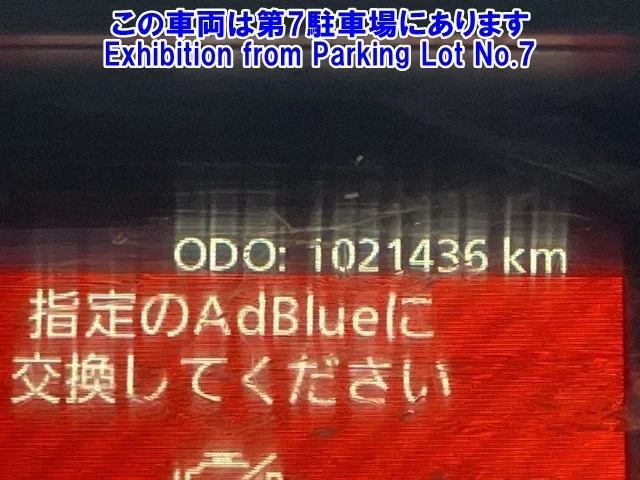 この車両は第7駐車場にあります
Exhibition from Parking Lot No.7
ODO: 1021436 km
指定のAdBlueに
交換してください